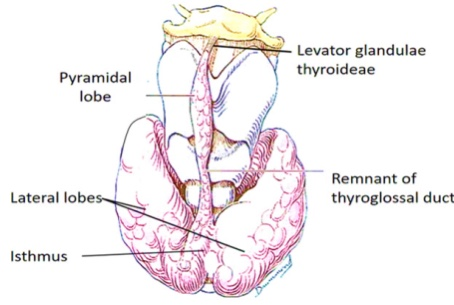 Levator glandulae
thyroideae
Pyramidal
lobe
Remnant of
thyroglossal duct
Lateral lobes
Isthmus